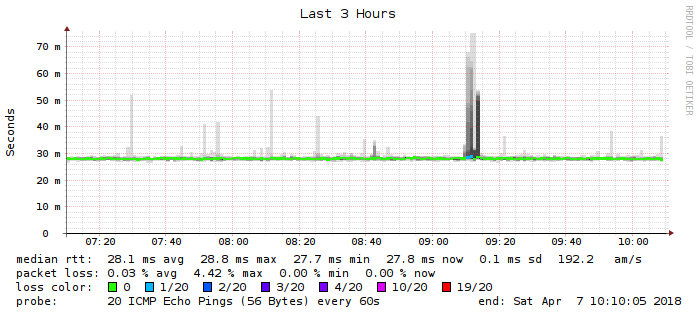 Last 3 Hours
RRDTOOL / TOBI OETIKER
Seconds
70 m
60 m
50 m
40 m
30 m
20 m
10 m
0
07:20 07:40 08:00 08:20 08:40 09:00 09:20 09:40 10:00
median rtt: 28.1 ms avg 28.8 ms max 27.7 ms min 27.8 ms now 0.1 ms sd 192.2 am/s
packet loss: 0.03 % avg 4.42 % max 0.00 % min 0.00 % now
loss color: 0 1/20 2/20 3/20 4/20 10/20 19/20
probe: 20 ICMP Echo Pings (56 Bytes) every 60s end: Sat Apr 7 10:10:05 2018